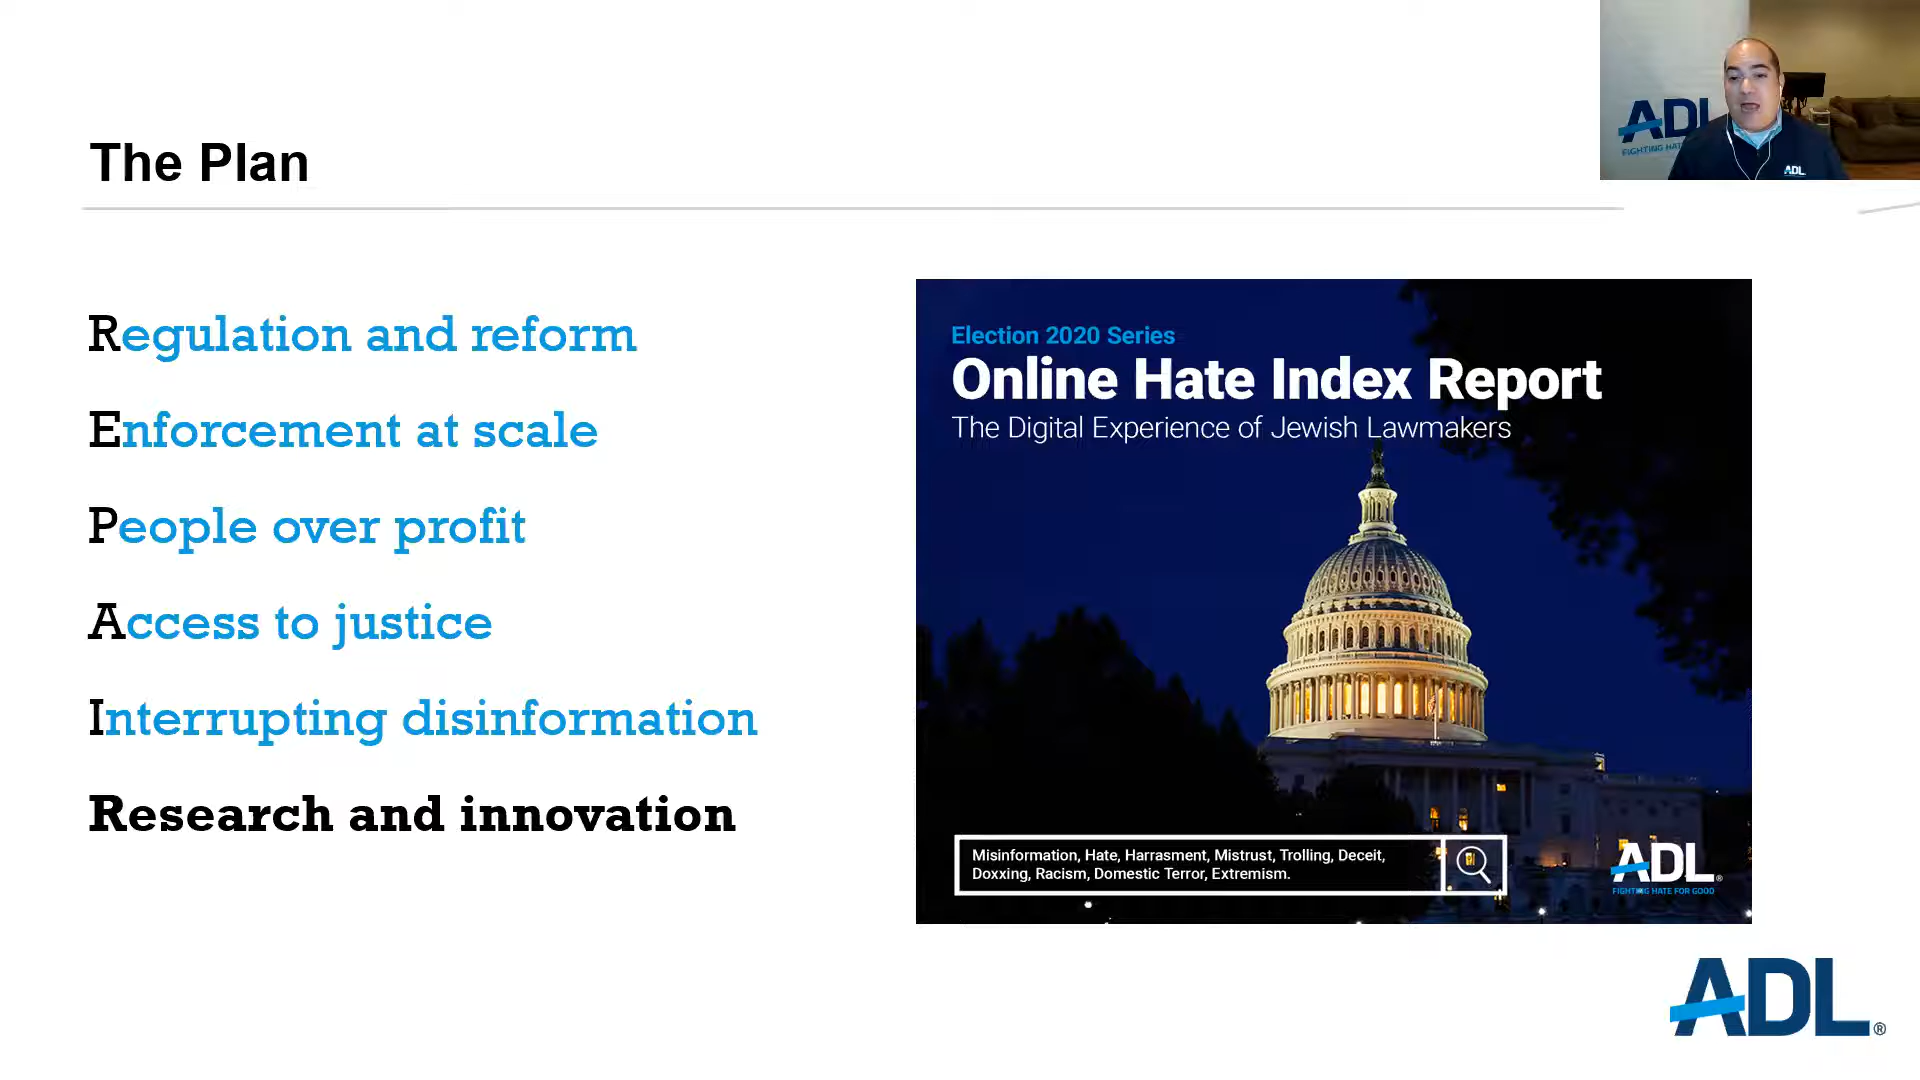 The Plan
Regulation and reform
Enforcement at scale
People over profit
Access to justice
Interrupting disinformation
Research and innovation
Election 2020 Series
Online Hate Index Report
The Digital Experience of Jewish Lawmakers
Misinformation, Hate, Harrasment, Mistrust, Trolling, Deceit,
Doxxing, Racism, Domestic Terror, Extremism.
ADL®
FIGHTING HATE FOR GOOD
ADL®
ADL
FIGHTING HAT
ADL